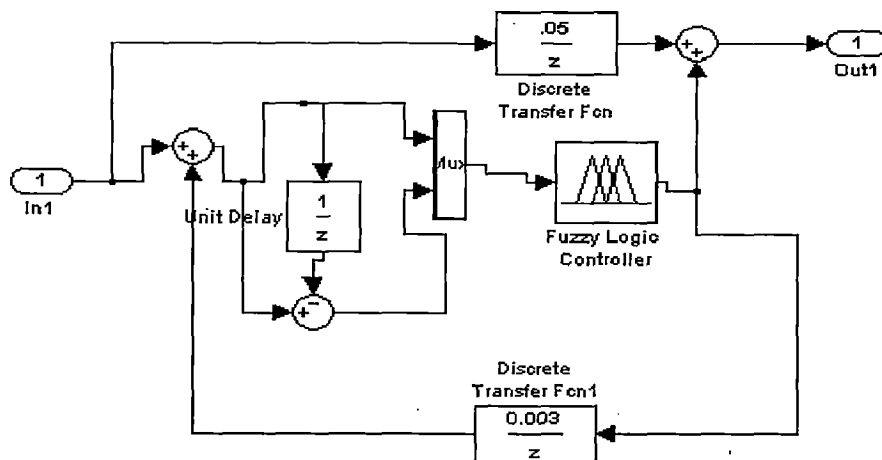 .05
z
Discrete
Transfer Fcn
+
+
1
Out1
1
In1
+
+
Unit Delay
1
z
+
−
Fuzzy Logic
Controller
Discrete
Transfer Fcn1
0.003
z